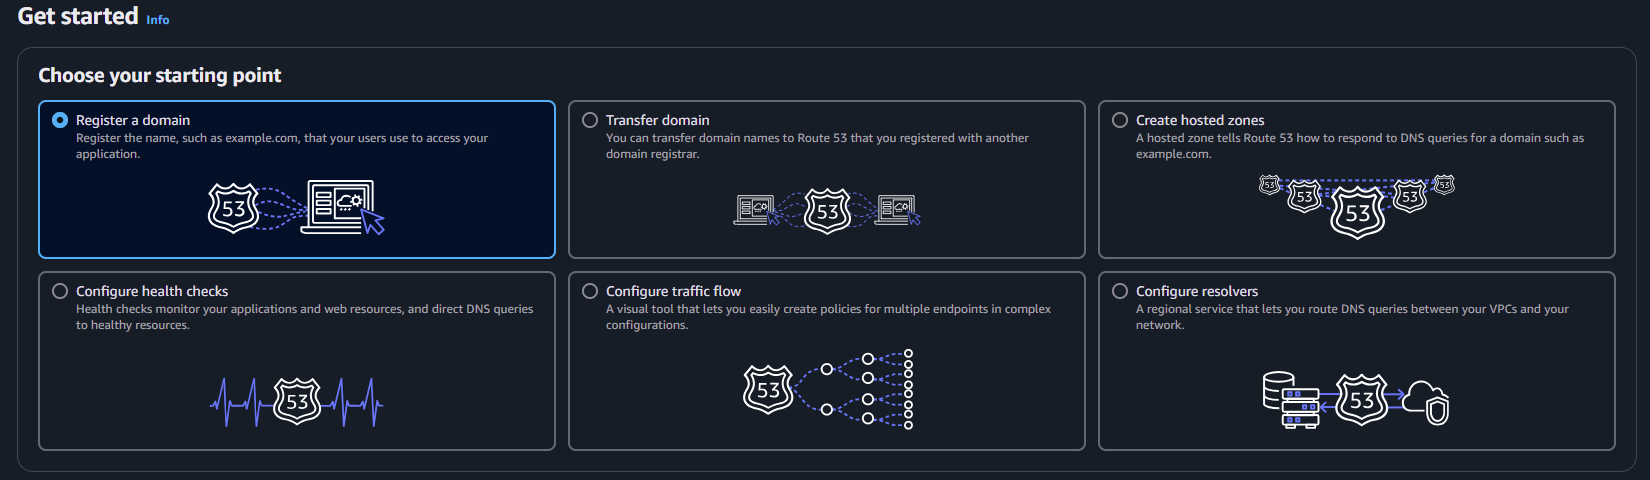 Get started Info
Choose your starting point
Register a domain
Register the name, such as example.com, that your users use to access your
application.
53
Transfer domain
You can transfer domain names to Route 53 that you registered with another
domain registrar.
53
Create hosted zones
A hosted zone tells Route 53 how to respond to DNS queries for a domain such as
example.com.
53 53
53 53
53
Configure health checks
Health checks monitor your applications and web resources, and direct DNS queries
to healthy resources.
53
Configure traffic flow
A visual tool that lets you easily create policies for multiple endpoints in complex
configurations.
53
Configure resolvers
A regional service that lets you route DNS queries between your VPCs and your
network.
53